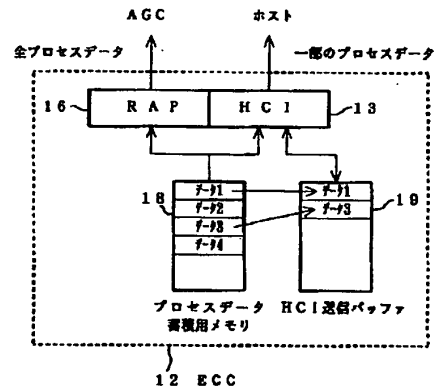 AGC ホスト
全プロセスデータ 一部のプロセスデータ
16 RAP HCI 13
18 データ1 データ1 19
データ2 データ3
データ3
データ4
プロセスデータ HCI送信バッファ
蓄積用メモリ
12 ECC